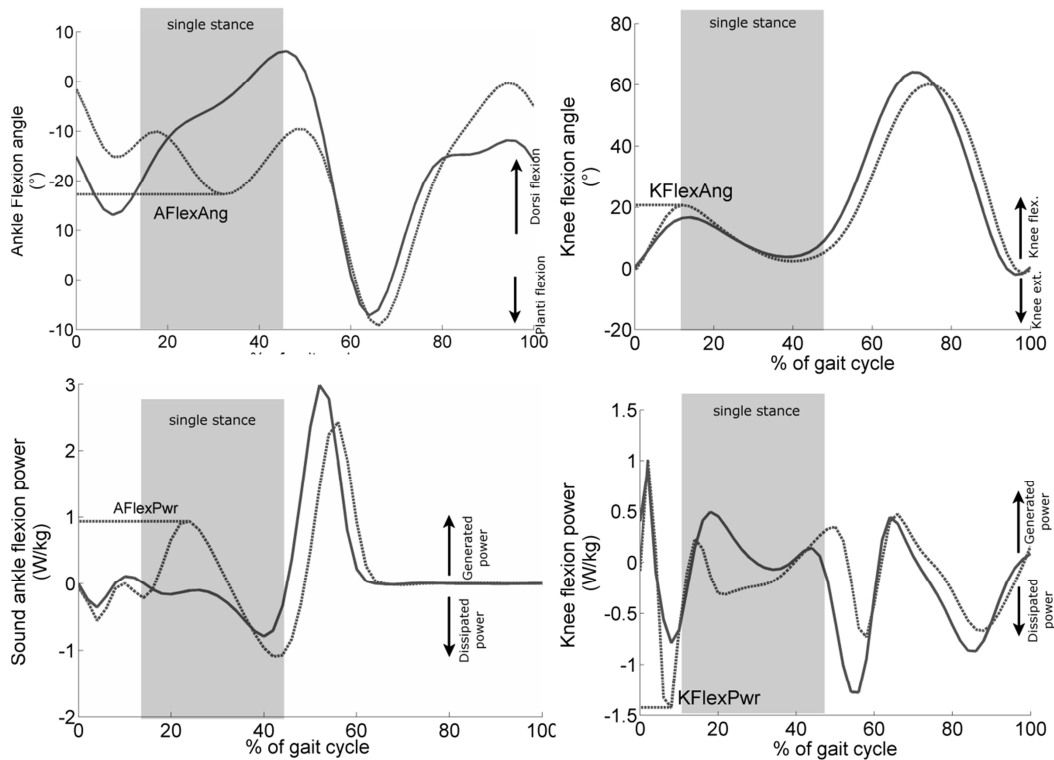 single stance
10
0
-10
-20
10
0
-10
Ankle Flexion angle
(°)
AFlexAng
Dorsi flexion
Planti flexion
0 20 40 60 80 100
single stance
80
60
40
20
0
-20
Knee flexion angle
(°)
KFlexAng
Knee flex.
Knee ext.
0 20 40 60 80 100
% of gait cycle
single stance
3
2
1
0
-1
-2
Sound ankle flexion power
(W/kg)
AFlexPwr
Generated
power
Dissipated
power
0 20 40 60 80 100
% of gait cycle
single stance
1.5
1
0.5
0
-0.5
-1
-1.5
Knee flexion power
(W/kg)
KFlexPwr
Generated
power
Dissipated
power
0 20 40 60 80 100
% of gait cycle